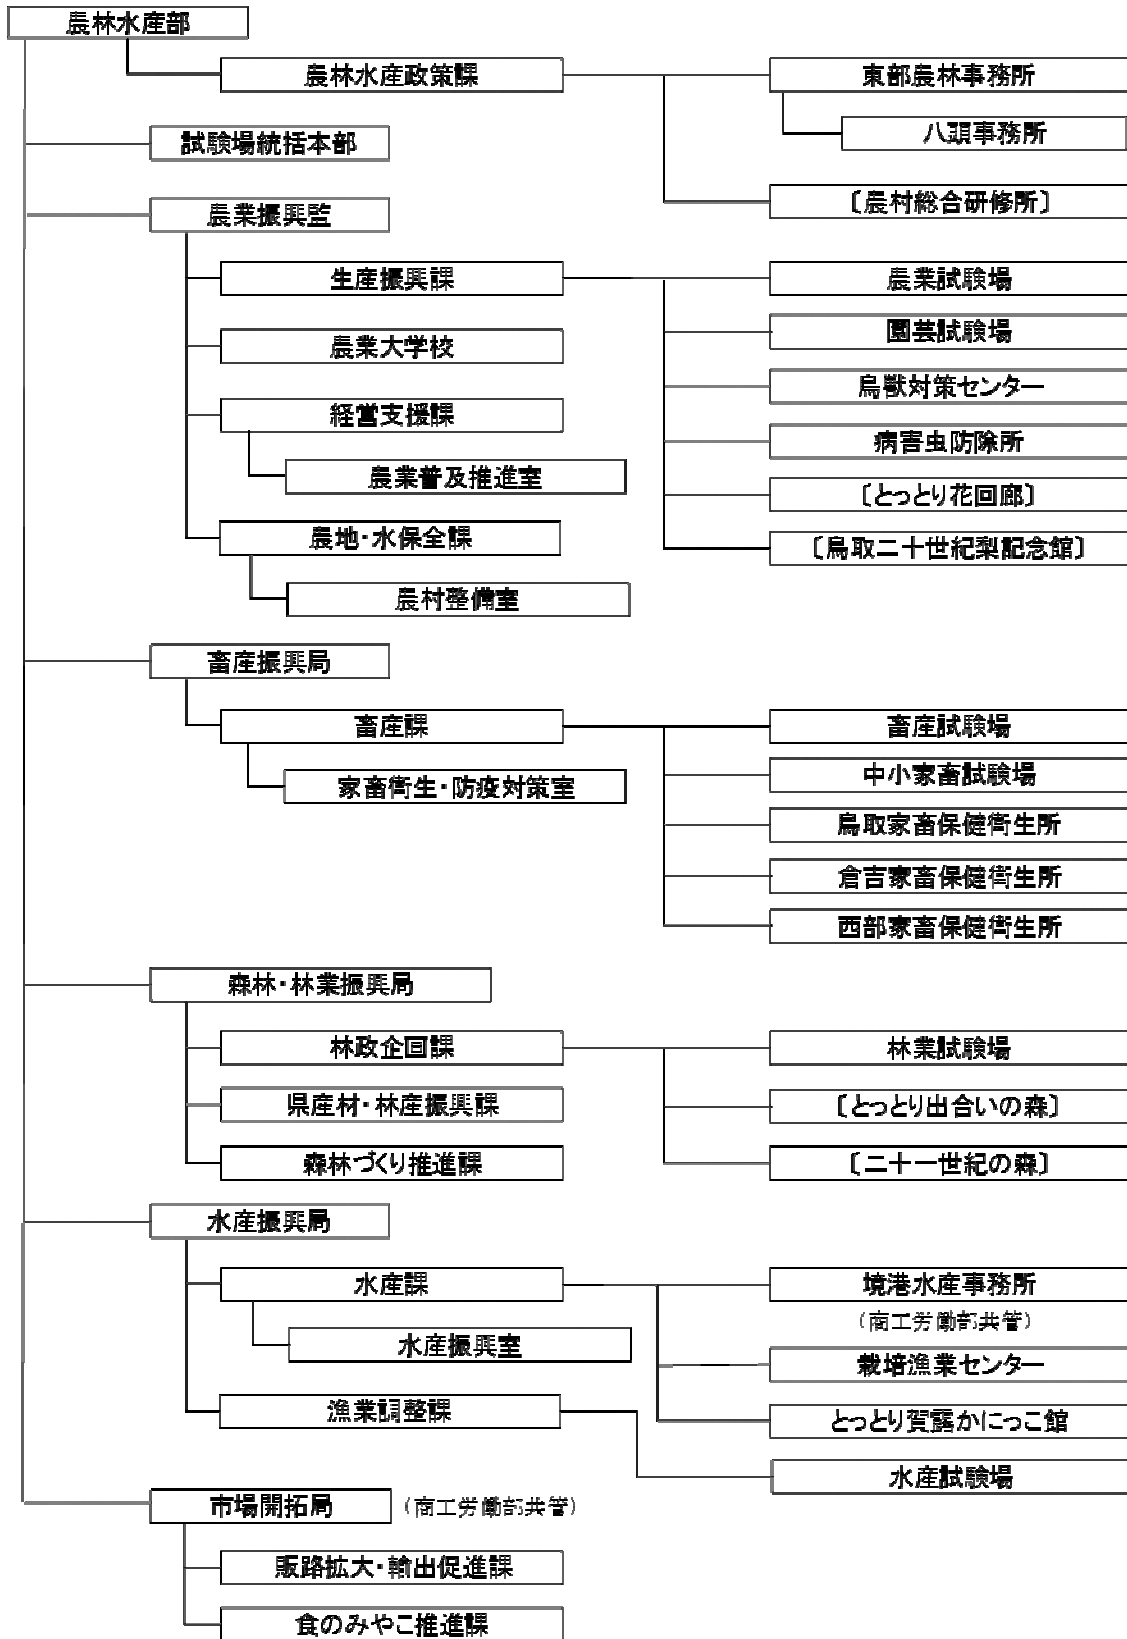 農林水産部
農林水産政策課
東部農林事務所
八頭事務所
試験場統括本部
〔農村総合研修所〕
農業振興監
生産振興課
農業試験場
園芸試験場
農業大学校
鳥獣対策センター
経営支援課
病害虫防除所
農業普及推進室
〔とっとり花回廊〕
農地・水保全課
〔鳥取二十世紀梨記念館〕
農村整備室
畜産振興局
畜産課
畜産試験場
家畜衛生・防疫対策室
中小家畜試験場
鳥取家畜保健衛生所
倉吉家畜保健衛生所
西部家畜保健衛生所
森林・林業振興局
林政企画課
林業試験場
県産材・林産振興課
〔とっとり出合いの森〕
森林づくり推進課
〔二十一世紀の森〕
水産振興局
水産課
境港水産事務所
(商工労働部共管)
水産振興室
栽培漁業センター
漁業調整課
とっとり賀露かにっこ館
水産試験場
市場開拓局 (商工労働部共管)
販路拡大・輸出促進課
食のみやこ推進課